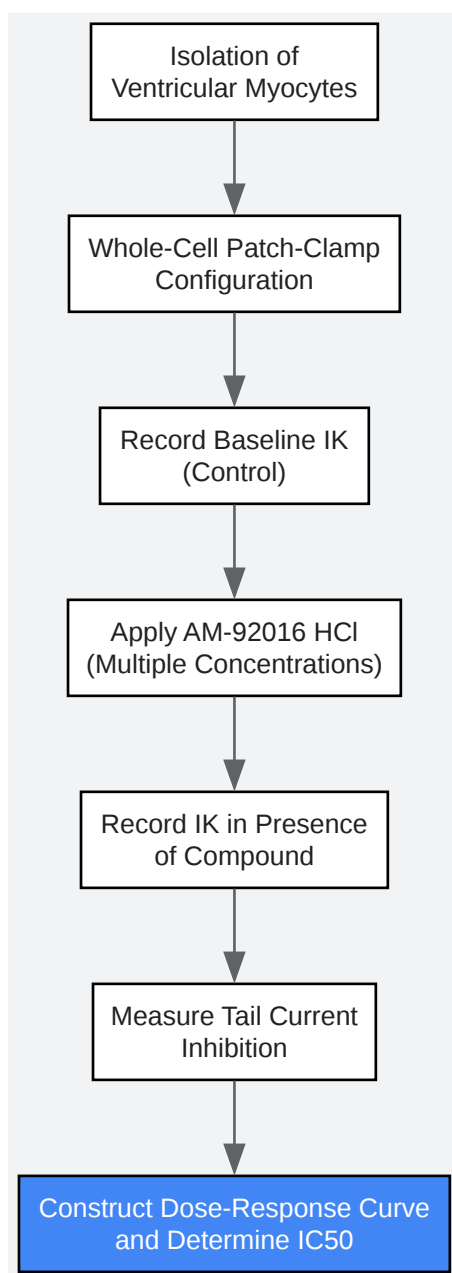 Isolation of
Ventricular Myocytes
Whole-Cell Patch-Clamp
Configuration
Record Baseline IK
(Control)
Apply AM-92016 HCl
(Multiple Concentrations)
Record IK in Presence
of Compound
Measure Tail Current
Inhibition
Construct Dose-Response Curve
and Determine IC50